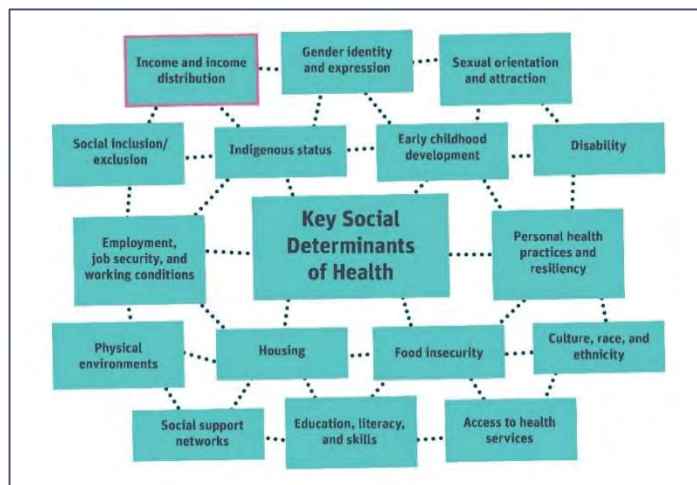 Income and income
distribution
Gender identity
and expression
Sexual orientation
and attraction
Social inclusion/
exclusion
Indigenous status
Early childhood
development
Disability
Key Social
Determinants
of Health
Employment,
job security, and
working conditions
Personal health
practices and
resiliency
Physical
environments
Housing
Food insecurity
Culture, race, and
ethnicity
Social support
networks
Education, literacy,
and skills
Access to health
services